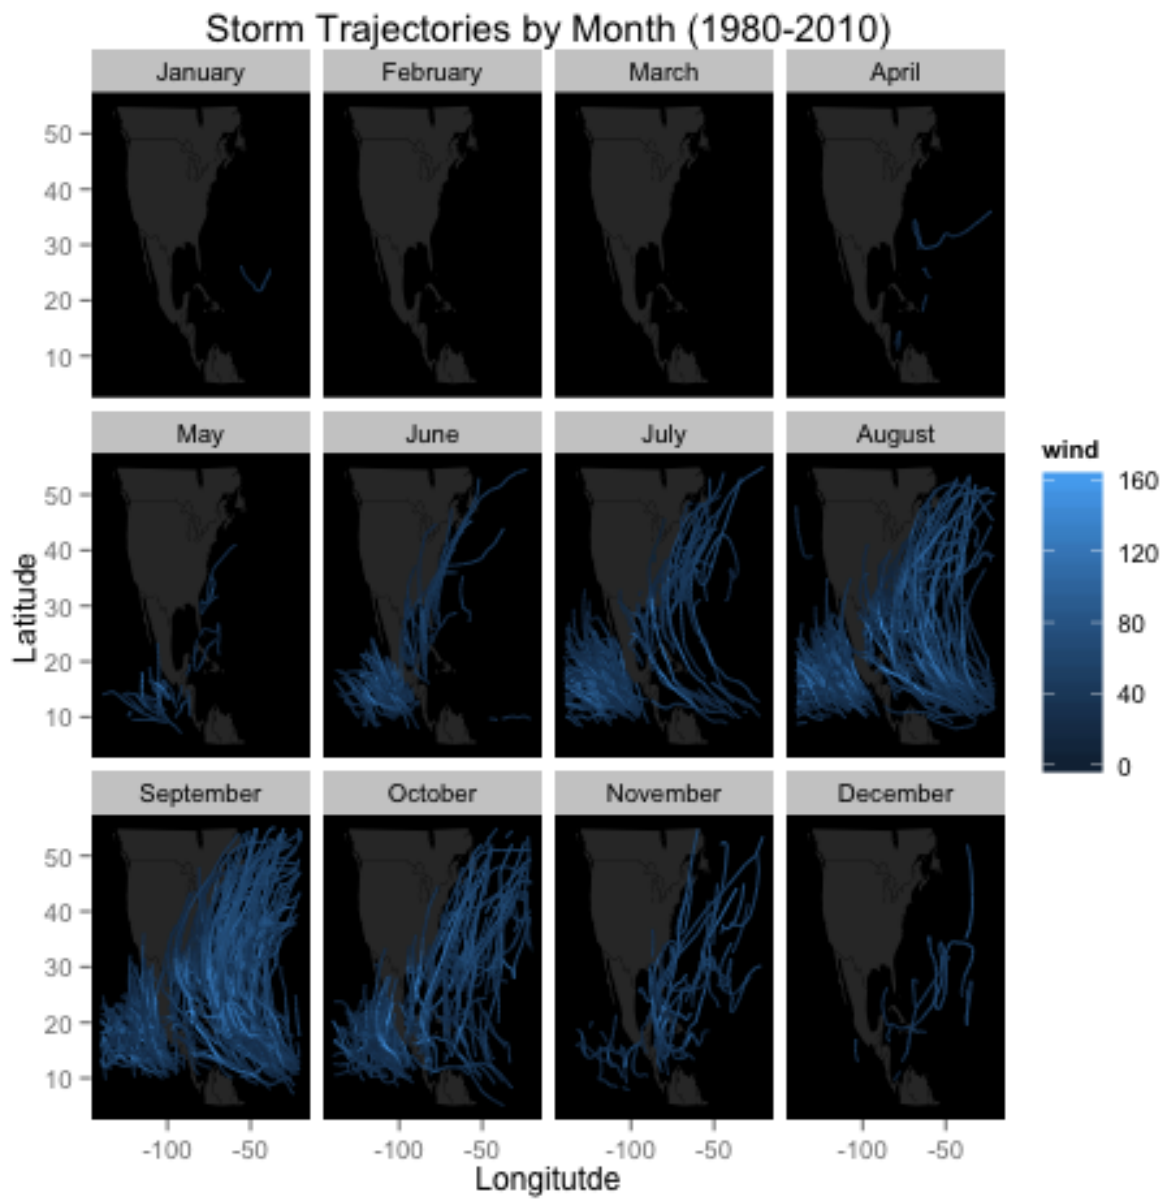 Storm Trajectories by Month (1980-2010)
January February March April
50
40
30
20
10
May June July August
50
40
30
20
10
wind
160
120
80
40
0
Latitude
September October November December
50
40
30
20
10
-100 -50 -100 -50 -100 -50 -100 -50
Longitutde